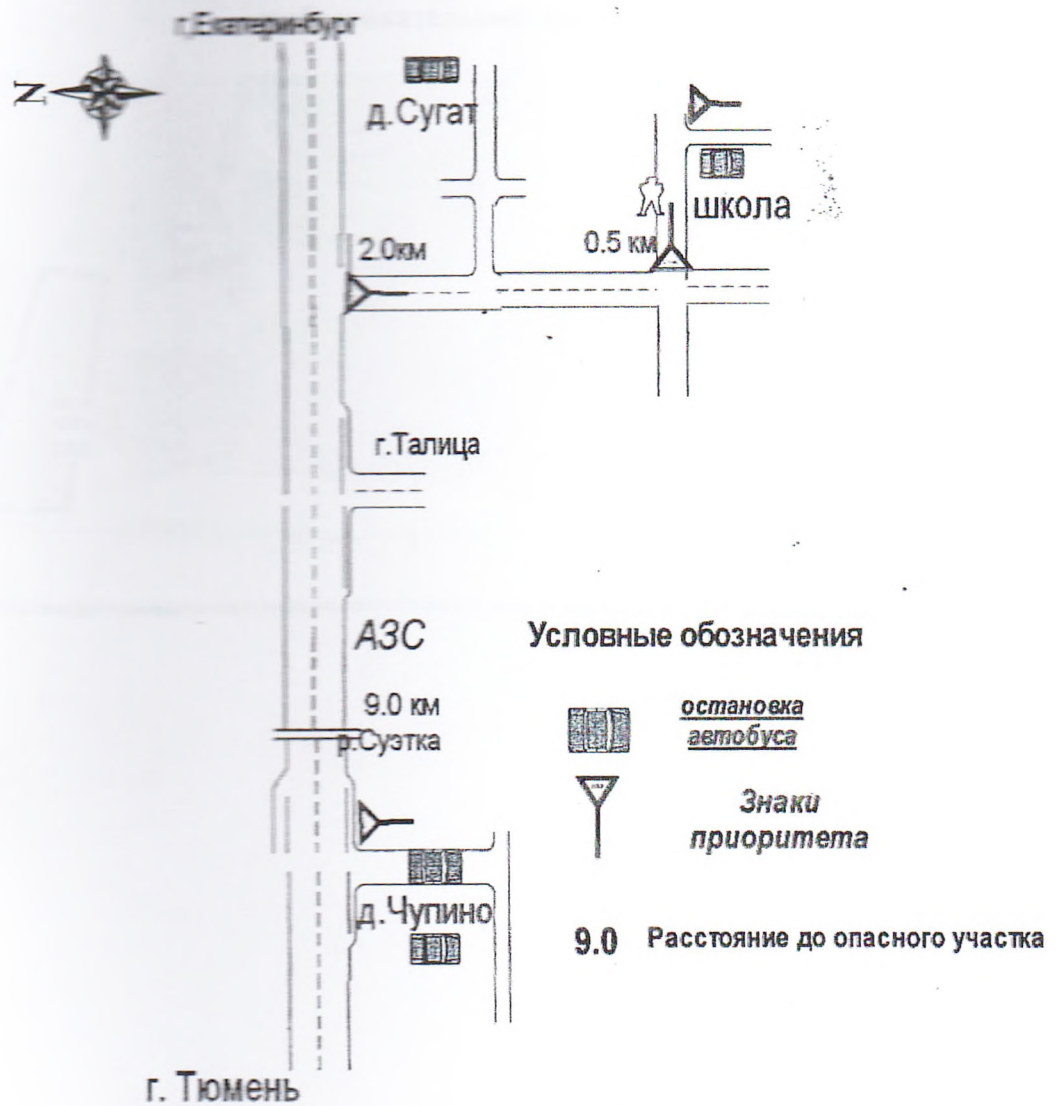 г.Екатеринбург
N
д.Сугат
школа
2.0км
0.5 км
г.Талица
АЗС
9.0 км
р.Суэтка
д.Чупино
г. Тюмень
Условные обозначения
остановка
автобуса
Знаки
приоритета
9.0 Расстояние до опасного участка